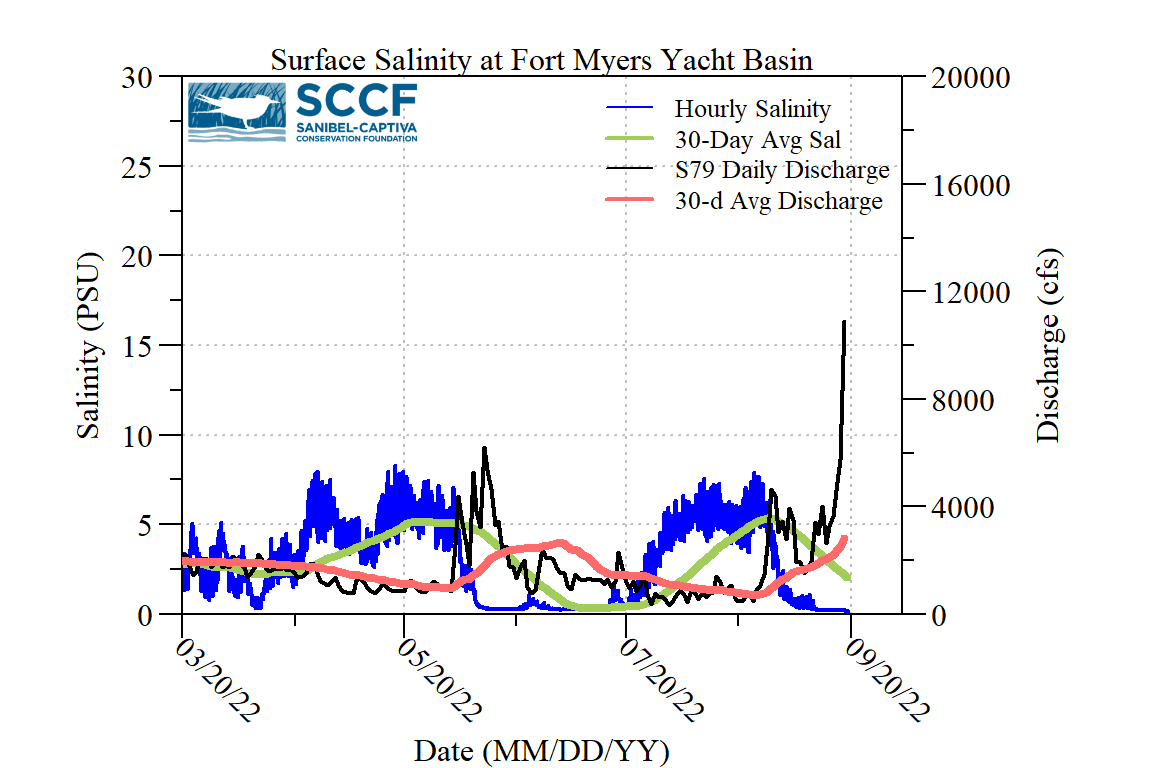 Surface Salinity at Fort Myers Yacht Basin
SCCF
SANIBEL-CAPTIVA
CONSERVATION FOUNDATION
Hourly Salinity
30-Day Avg Sal
S79 Daily Discharge
30-d Avg Discharge
Salinity (PSU)
30
25
20
15
10
5
0
20000
16000
12000
8000
4000
0
Discharge (cfs)
03/20/22
05/20/22
07/20/22
09/20/22
Date (MM/DD/YY)